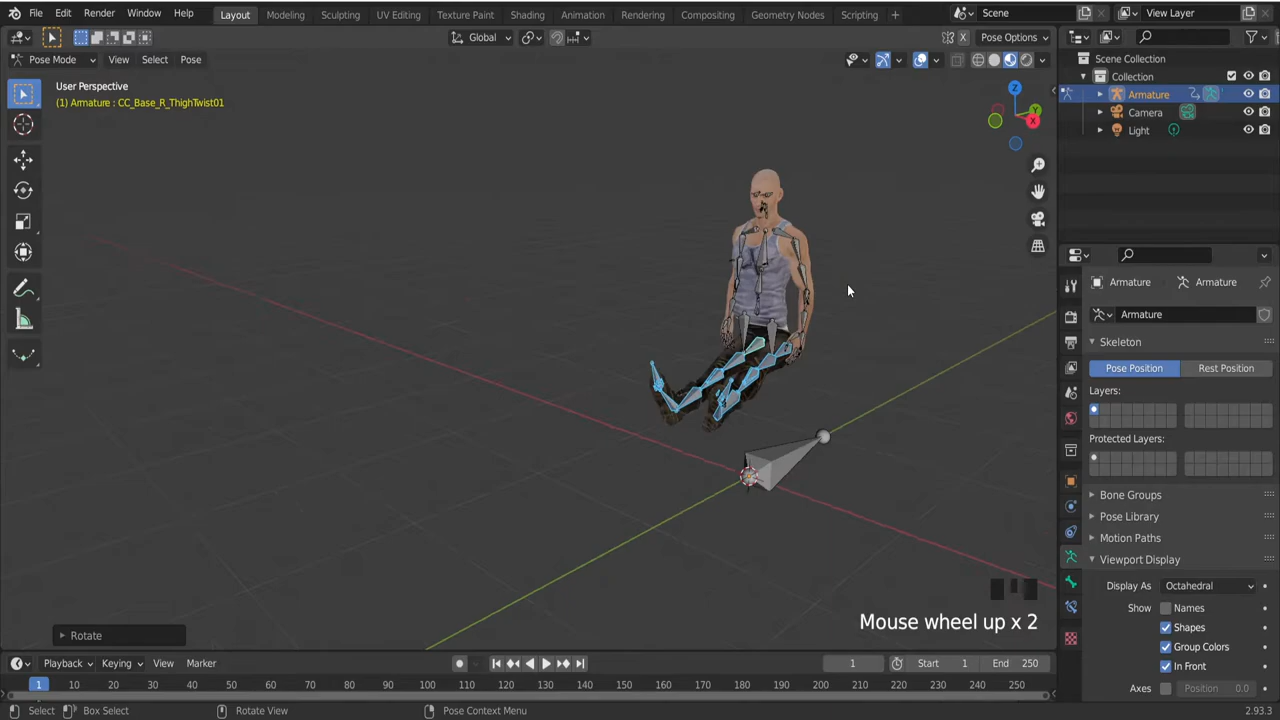 File Edit Render Window Help Layout Modeling Sculpting UV Editing Texture Paint Shading Animation Rendering Compositing Geometry Nodes Scripting + Scene View Layer
Global X Pose Options
Pose Mode View Select Pose
User Perspective
(1) Armature : CC_Base_R_ThighTwist01
Z
Y
X
Scene Collection
Collection
Armature
Camera
Light
Armature Armature
Armature
Skeleton
Pose Position Rest Position
Layers:
Protected Layers:
Bone Groups
Pose Library
Motion Paths
Viewport Display
Display As Octahedral
Show Names
Shapes
Group Colors
In Front
Axes Position 0.0
Mouse wheel up x 2
Rotate
Playback Keying View Marker 1 Start 1 End 250
1 10 20 30 40 50 60 70 80 90 100 110 120 130 140 150 160 170 180 190 200 210 220 230 240 250
Select Box Select Rotate View Pose Context Menu 2.93.3